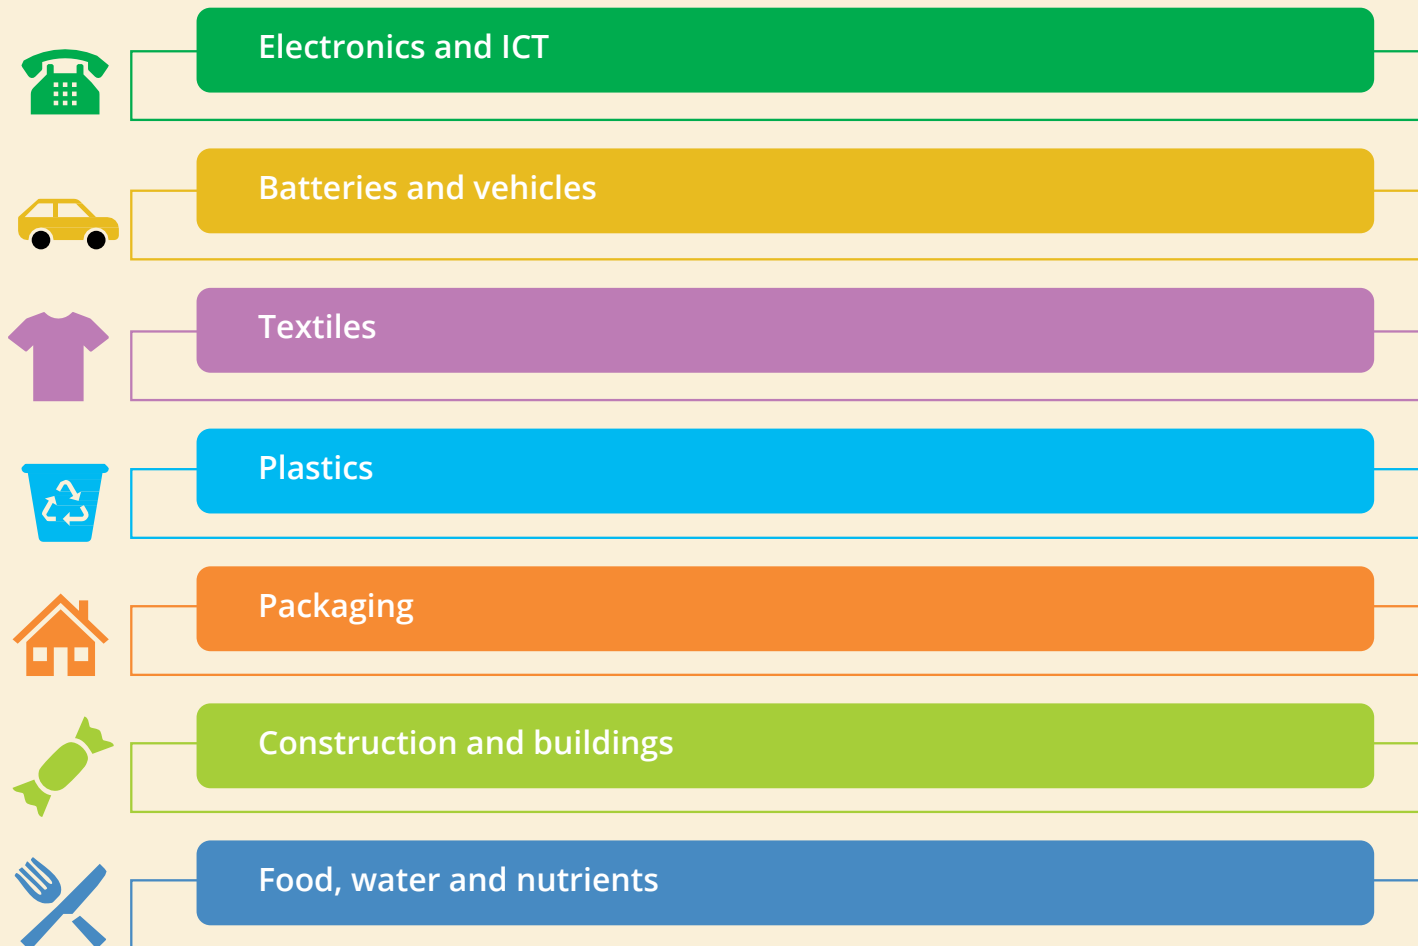 Electronics and ICT
Batteries and vehicles
Textiles
Plastics
Packaging
Construction and buildings
Food, water and nutrients